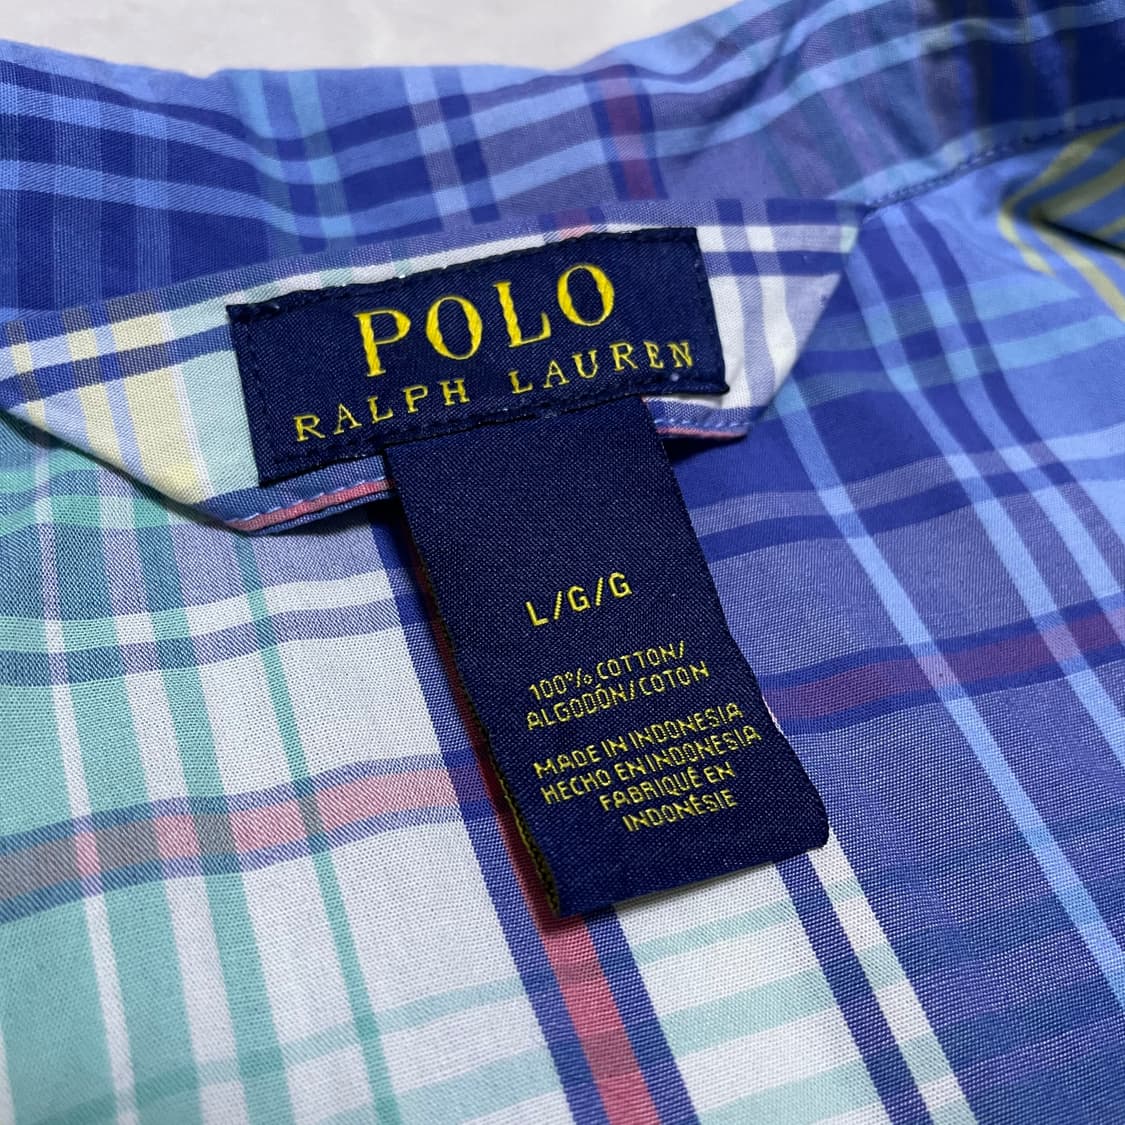 POLO
RALPH LAUREN
L/G/G
100% COTTON/
ALGODÓN/COTON
MADE IN INDONESIA
HECHO EN INDONESIA
FABRIQUÉ EN
INDONÉSIE